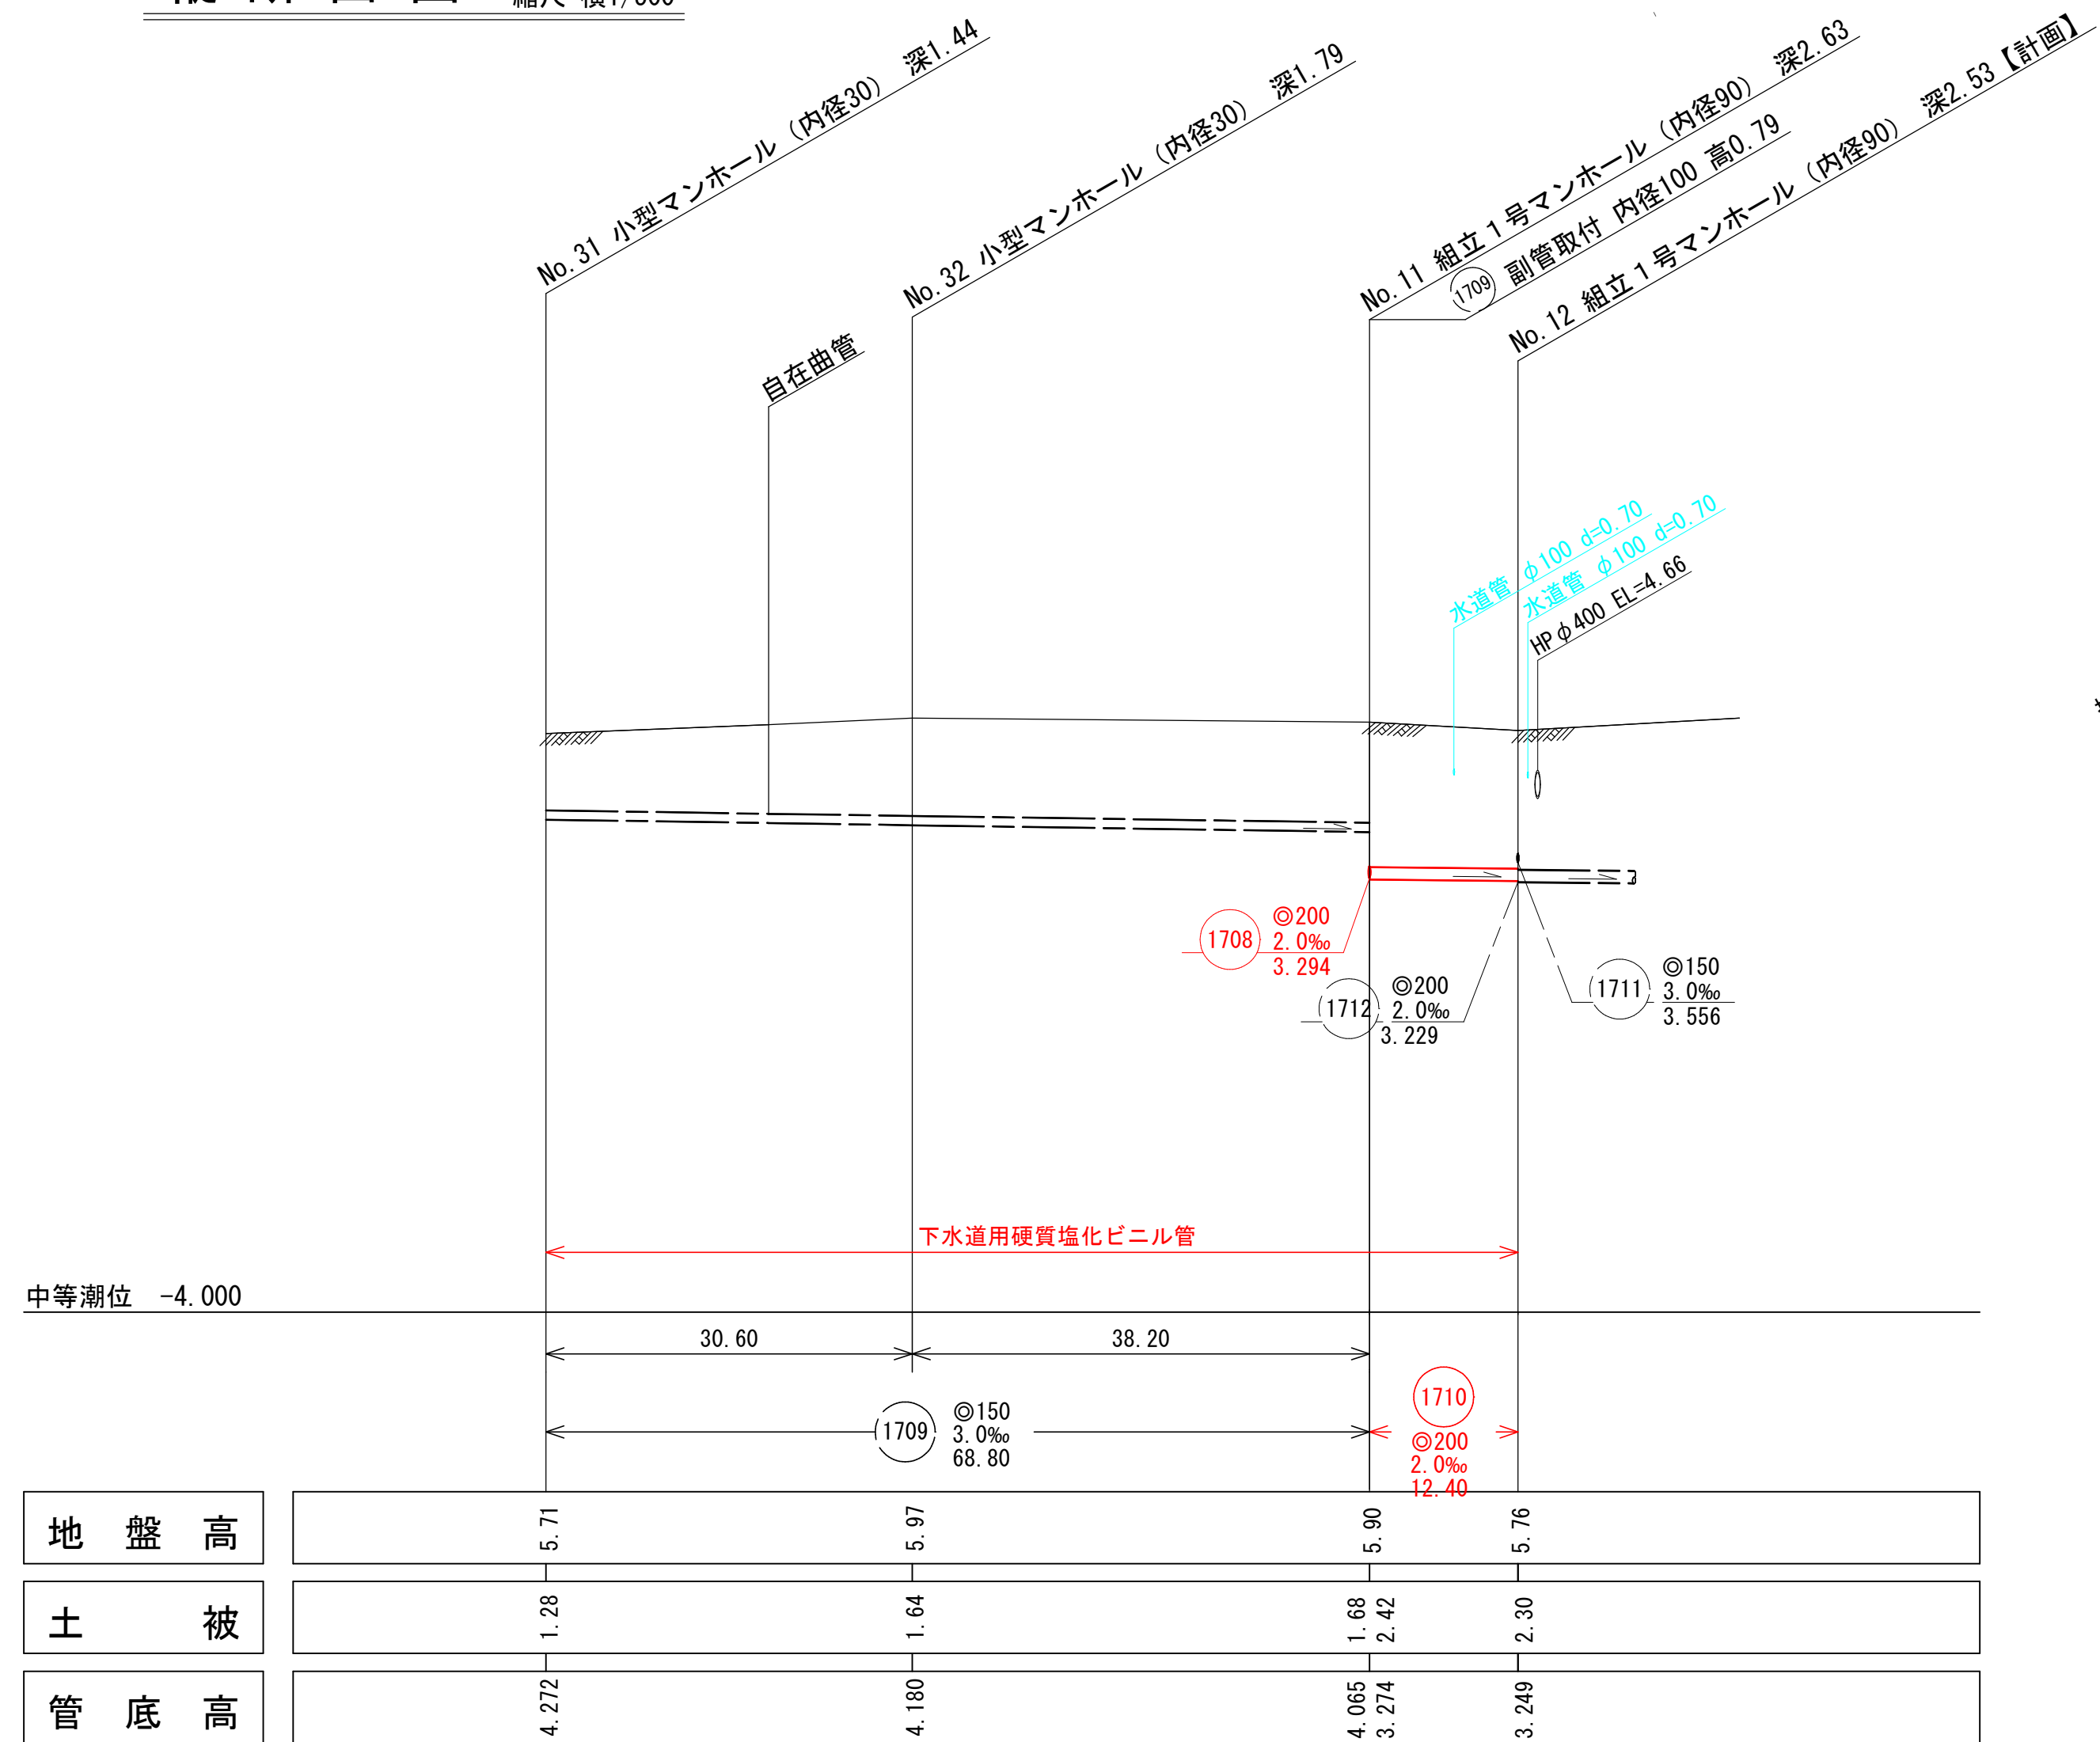 縮尺 横1/500
No.31 小型マンホール（内径30） 深1.44
No.32 小型マンホール（内径30） 深1.79
No.11 組立１号マンホール（内径90） 深2.63
1709 副管取付 内径100 高0.79
No.12 組立１号マンホール（内径90） 深2.53【計画】
自在曲管
水道管 φ100 d=0.70
水道管 φ100 d=0.70
HPφ400 EL=4.66
1708 ◎200
2.0‰
3.294
1712 ◎200
2.0‰
3.229
1711 ◎150
3.0‰
3.556
下水道用硬質塩化ビニル管
中等潮位 -4.000
30.60 38.20
1709 ◎150
3.0‰
68.80
1710
◎200
2.0‰
12.40
地盤高 5.71 5.97 5.90 5.76
土被 1.28 1.64 1.68 2.42 2.30
管底高 4.272 4.180 4.065 3.274 3.249